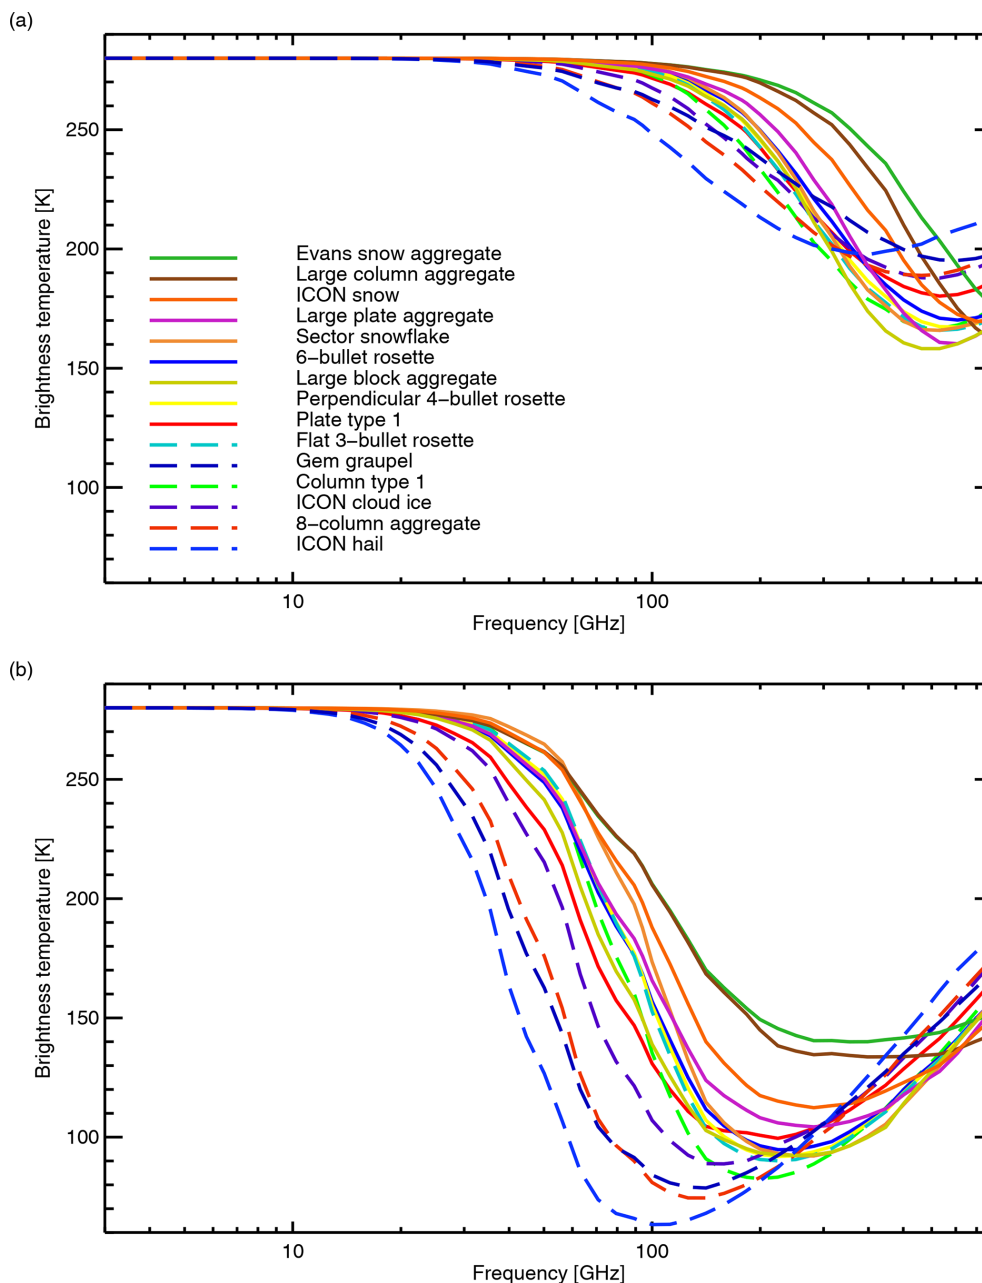 (a)
250
200
150
100
Brightness temperature [K]
Evans snow aggregate
Large column aggregate
ICON snow
Large plate aggregate
Sector snowflake
6−bullet rosette
Large block aggregate
Perpendicular 4−bullet rosette
Plate type 1
Flat 3−bullet rosette
Gem graupel
Column type 1
ICON cloud ice
8−column aggregate
ICON hail
10
100
Frequency [GHz]
(b)
250
200
150
100
Brightness temperature [K]
10
100
Frequency [GHz]